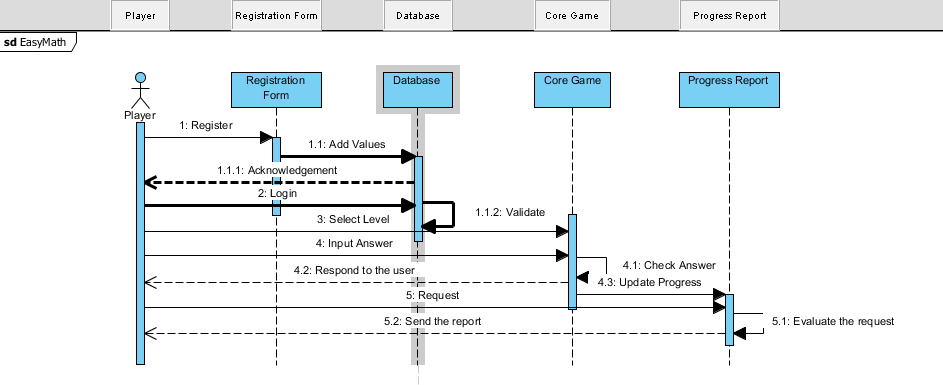 Player
Registration Form
Database
Core Game
Progress Report
sd EasyMath
Player
Registration
Form
Database
Core Game
Progress Report
1: Register
1.1: Add Values
1.1.1: Acknowledgement
2: Login
1.1.2: Validate
3: Select Level
4: Input Answer
4.1: Check Answer
4.2: Respond to the user
4.3: Update Progress
5: Request
5.1: Evaluate the request
5.2: Send the report